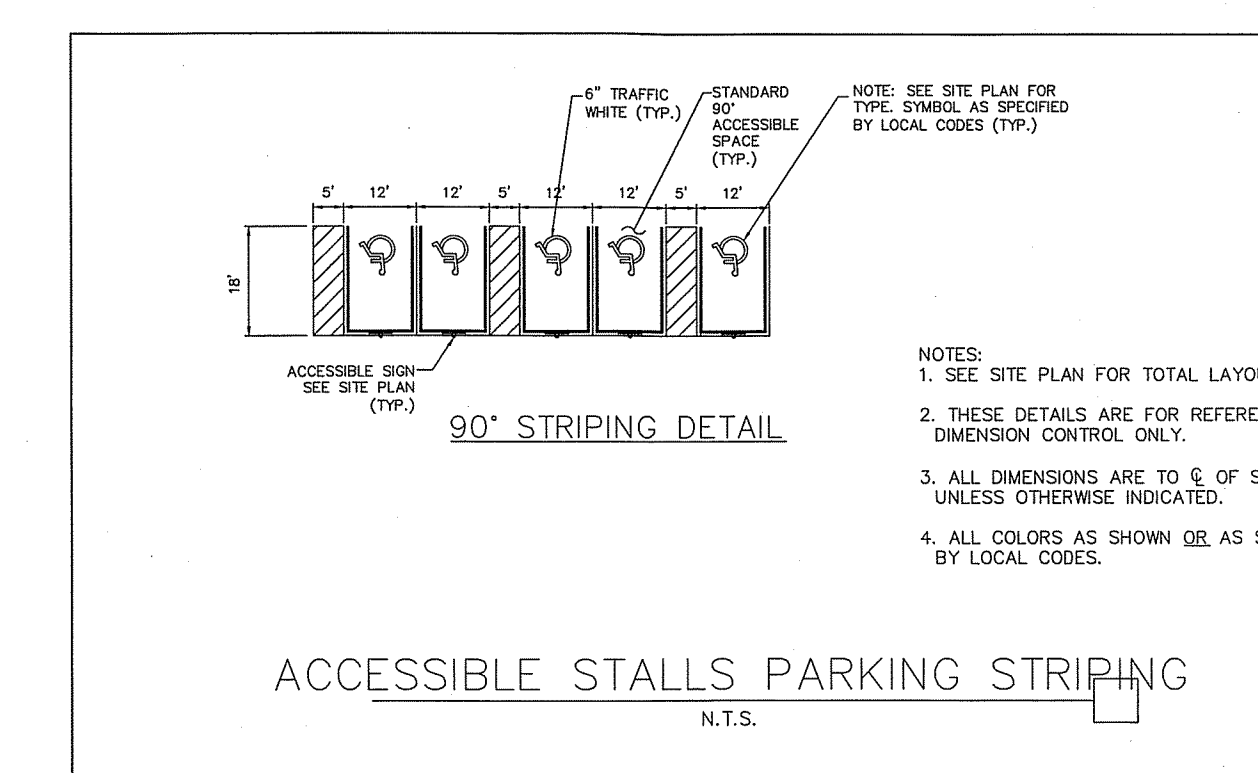 6" TRAFFIC
WHITE (TYP.)
STANDARD
90°
ACCESSIBLE
SPACE
(TYP.)
NOTE: SEE SITE PLAN FOR
TYPE. SYMBOL AS SPECIFIED
BY LOCAL CODES (TYP.)
5' 12' 12' 5' 12' 12' 5' 12'
18'
ACCESSIBLE SIGN
SEE SITE PLAN
(TYP.)
90° STRIPING DETAIL
NOTES:
1. SEE SITE PLAN FOR TOTAL
2. THESE DETAILS ARE FOR
DIMENSION CONTROL ONLY.
3. ALL DIMENSIONS ARE TO ℄ OF
UNLESS OTHERWISE INDICATED.
4. ALL COLORS AS SHOWN OR AS
BY LOCAL CODES.
ACCESSIBLE STALLS PARKING STRIPING
N.T.S.